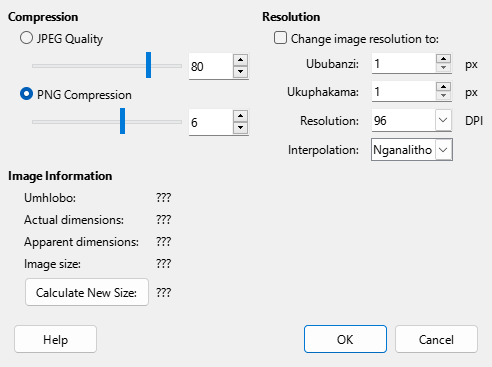 Compression
JPEG Quality
80
PNG Compression
6
Image Information
Umhlobo: ???
Actual dimensions: ???
Apparent dimensions: ???
Image size: ???
Calculate New Size: ???
Resolution
Change image resolution to:
Ububanzi: 1 px
Ukuphakama: 1 px
Resolution: 96 DPI
Interpolation: Nganalitho
Help
OK
Cancel